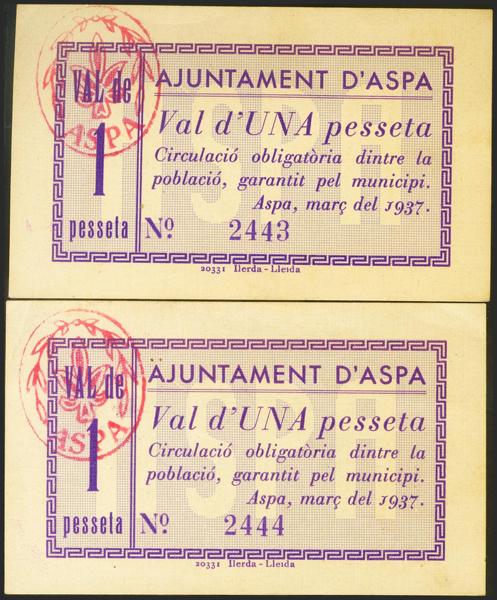 VAL de
1
pesseta
ASPA
AJUNTAMENT D'ASPA
Val d'UNA pesseta
Circulació obligatòria dintre la
població, garantit pel municipi.
Aspa, març del 1937.
Nº 2443
20331 Ilerda - Lleida
VAL de
1
pesseta
ASPA
AJUNTAMENT D'ASPA
Val d'UNA pesseta
Circulació obligatòria dintre la
població, garantit pel municipi.
Aspa, març del 1937.
Nº 2444
20331 Ilerda - Lleida